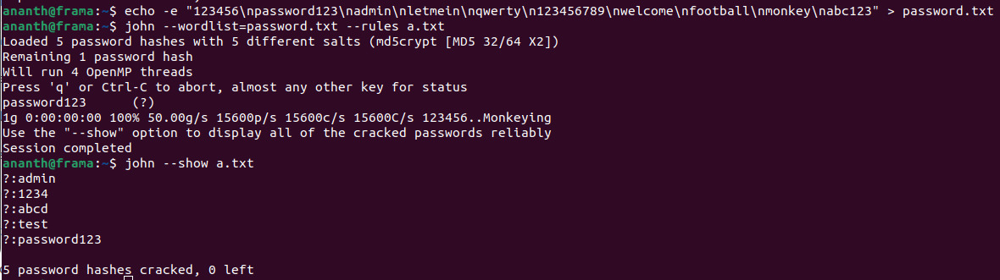 ananth@frama:~$ echo -e "123456\npassword123\nadmin\nletmein\nqwerty\n123456789\nwelcome\nfootball\nmonkey\nabc123" > password.txt
ananth@frama:~$ john --wordlist=password.txt --rules a.txt
Loaded 5 password hashes with 5 different salts (md5crypt [MD5 32/64 X2])
Remaining 1 password hash
Will run 4 OpenMP threads
Press 'q' or Ctrl-C to abort, almost any other key for status
password123      (?)
1g 0:00:00:00 100% 50.00g/s 15600p/s 15600c/s 15600C/s 123456..Monkeying
Use the "--show" option to display all of the cracked passwords reliably
Session completed
ananth@frama:~$ john --show a.txt
?:admin
?:1234
?:abcd
?:test
?:password123
5 password hashes cracked, 0 left